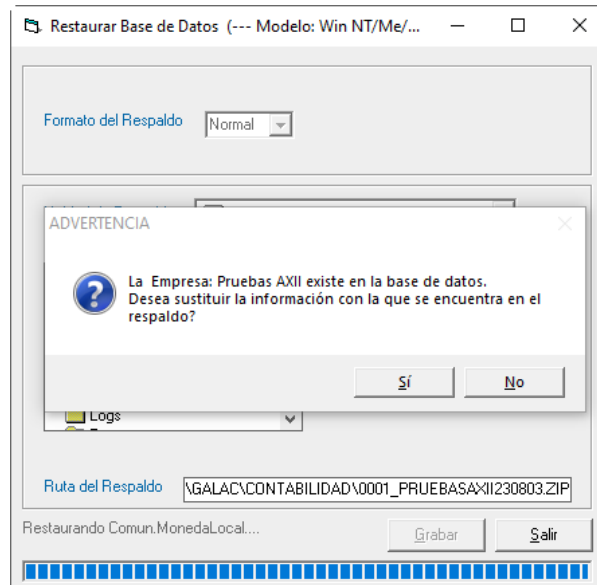 Restaurar Base de Datos (--- Modelo: Win NT/Me/...
Formato del Respaldo
Normal
ADVERTENCIA
La Empresa: Pruebas AXII existe en la base de datos.
Desea sustituir la información con la que se encuentra en el
respaldo?
Sí
No
Logs
Ruta del Respaldo
\GALAC\CONTABILIDAD\0001_PRUEBASAXII230803.ZIP
Restaurando Comun.MonedaLocal....
Grabar
Salir